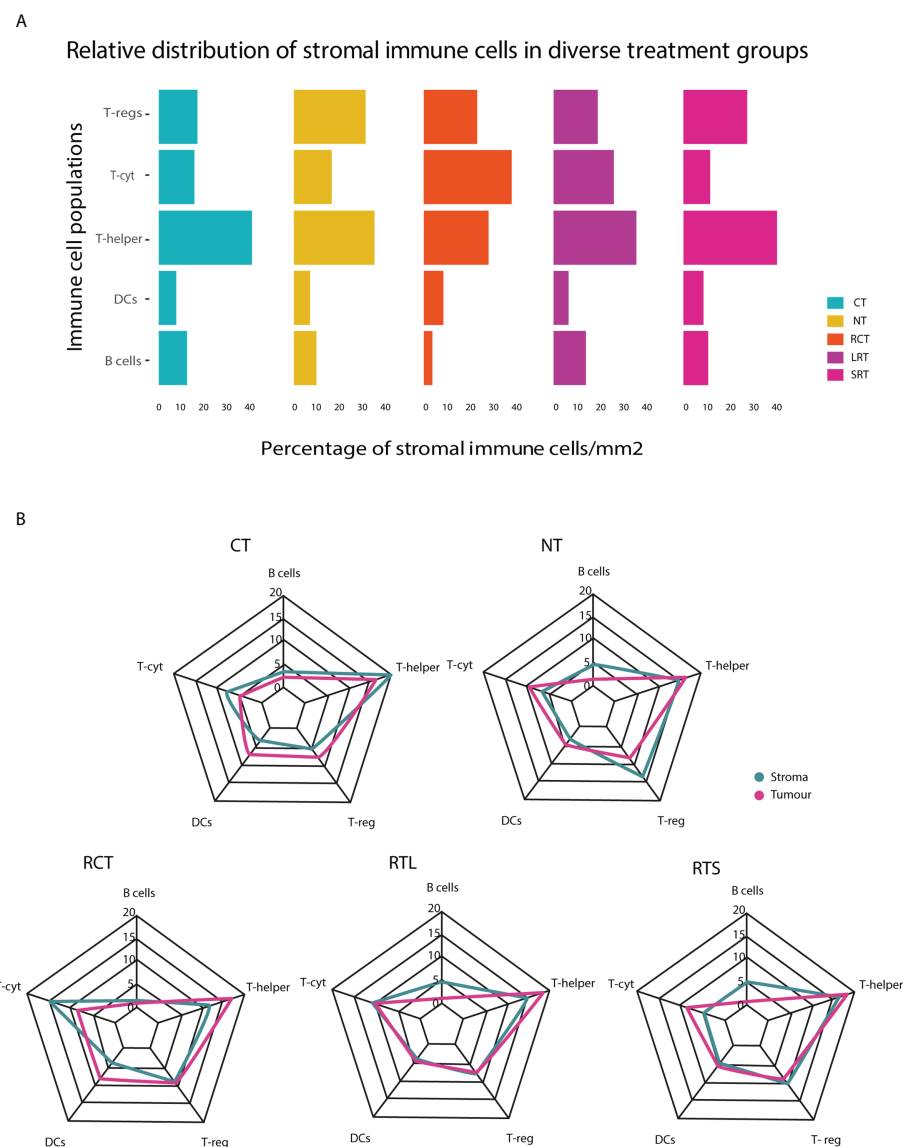 A
Relative distribution of stromal immune cells in diverse treatment groups
Immune cell populations
T-regs
T-cyt
T-helper
DCs
B cells
0 10 20 30 40
0 10 20 30 40
0 10 20 30 40
0 10 20 30 40
0 10 20 30 40
CT
NT
RCT
LRT
SRT
Percentage of stromal immune cells/mm2
B
CT
B cells
20
15
10
5
0
T-cyt
T-helper
DCs
T-reg
NT
B cells
20
15
10
5
0
T-cyt
T-helper
DCs
T-reg
Stroma
Tumour
RCT
B cells
20
15
10
5
0
-cyt
T-helper
DCs
T-reg
RTL
B cells
20
15
10
5
0
T-cyt
T-helper
DCs
T-reg
RTS
B cells
20
15
10
5
0
T-cyt
T-helper
DCs
T- reg